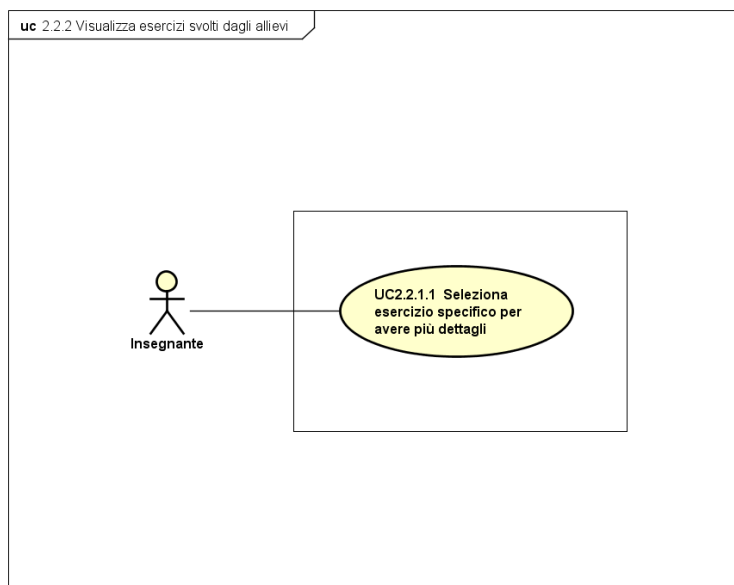 uc 2.2.2 Visualizza esercizi svolti dagli allievi
UC2.2.1.1 Seleziona
esercizio specifico per
avere più dettagli
Insegnante